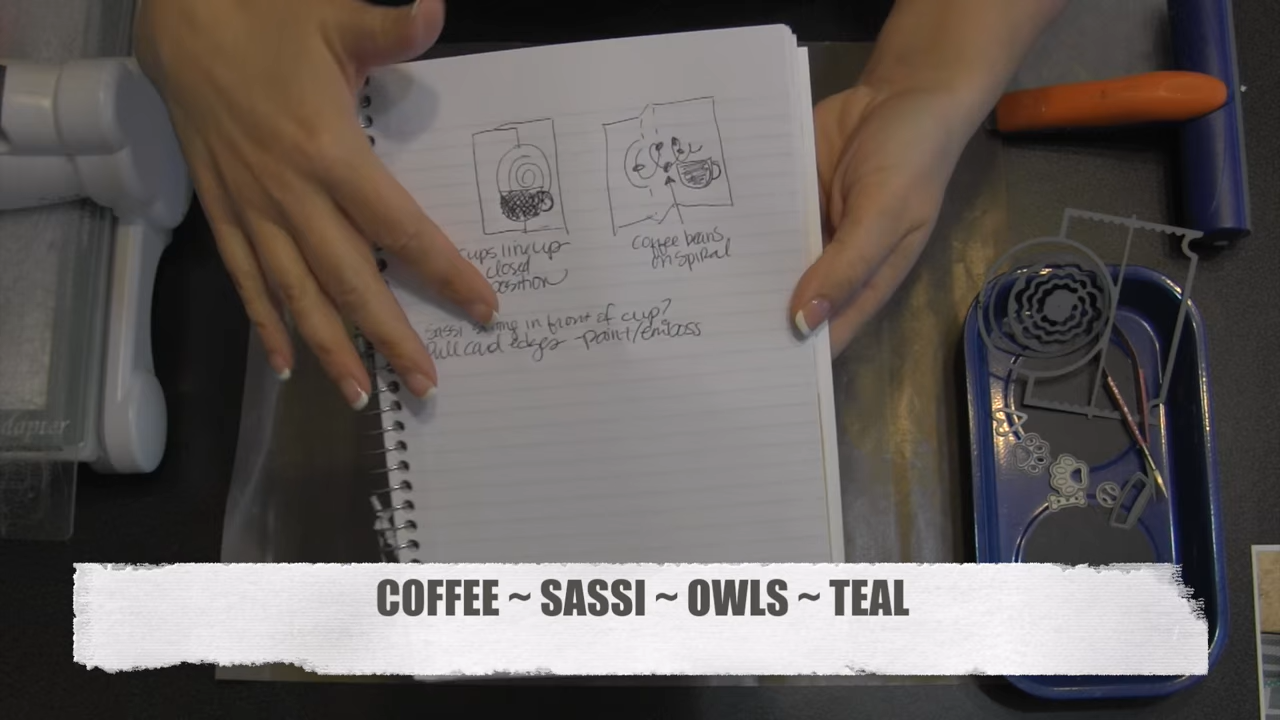 cups line up
closed
position
coffee beans
on spiral
Sassi in front of cup?
card edges - paint/emboss
dapter
COFFEE ~ SASSI ~ OWLS ~ TEAL